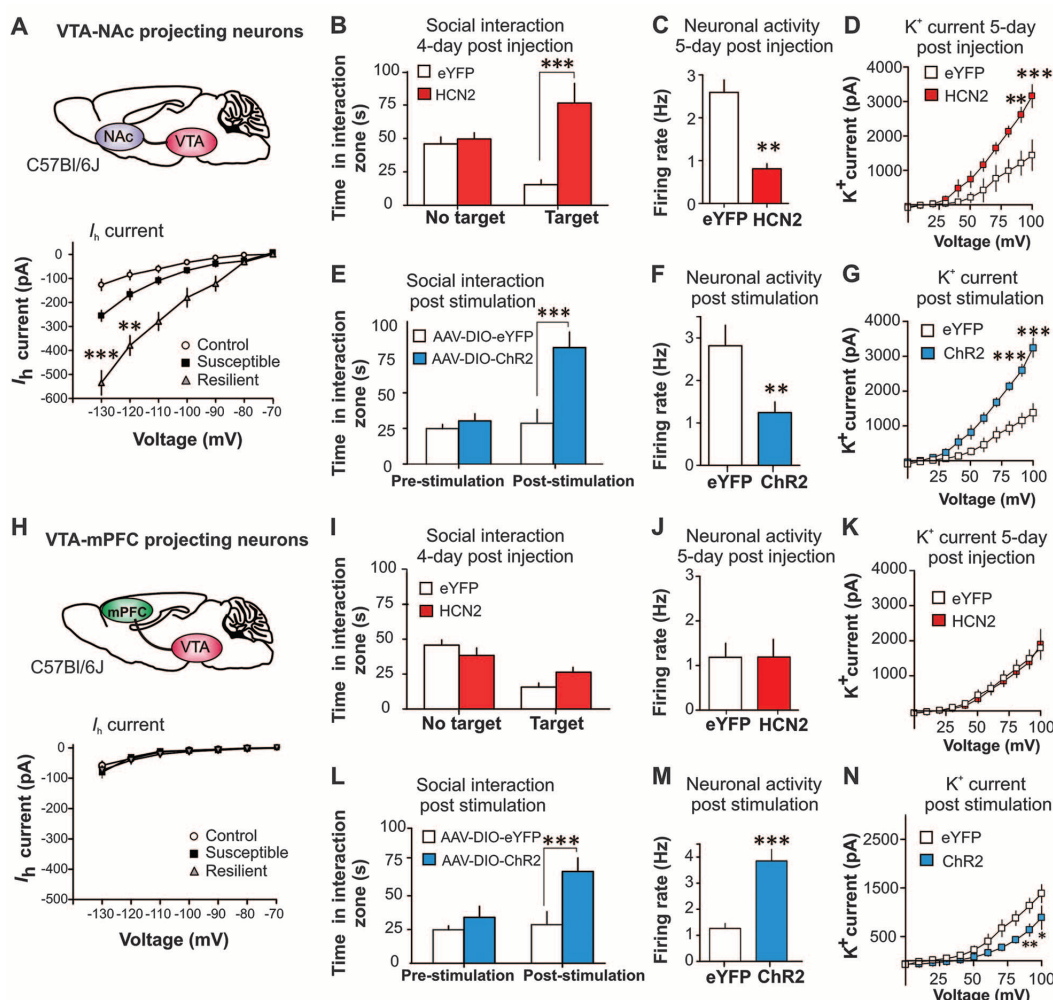 A
VTA-NAc projecting neurons
NAc
VTA
C57Bl/6J
Ih current
0
-100
-200
-300
-400
-500
-600
Ih current (pA)
***
**
Control
Susceptible
Resilient
-130 -120 -110 -100 -90 -80 -70
Voltage (mV)
B
Social interaction
4-day post injection
eYFP
HCN2
***
100
75
50
25
0
Time in interaction
zone (s)
No target Target
C
Neuronal activity
5-day post injection
3
2
1
0
Firing rate (Hz)
**
eYFP HCN2
D
K+ current 5-day
post injection
4000
3000
2000
1000
K+ current (pA)
eYFP
HCN2
**
***
25 50 75 100
Voltage (mV)
E
Social interaction
post stimulation
100
75
50
25
0
Time in interaction
zone (s)
AAV-DIO-eYFP
AAV-DIO-ChR2
***
Pre-stimulation Post-stimulation
F
Neuronal activity
post stimulation
3
2
1
0
Firing rate (Hz)
**
eYFP ChR2
G
K+ current
post stimulation
4000
3000
2000
1000
K+ current (pA)
eYFP
ChR2
***
***
25 50 75 100
Voltage (mV)
H
VTA-mPFC projecting neurons
mPFC
VTA
C57Bl/6J
Ih current
0
-100
-200
-300
-400
-500
Ih current (pA)
Control
Susceptible
Resilient
-130 -120 -110 -100 -90 -80 -70
Voltage (mV)
I
Social interaction
4-day post injection
100
75
50
25
0
Time in interaction
zone (s)
eYFP
HCN2
No target Target
J
Neuronal activity
5-day post injection
3
2
1
0
Firing rate (Hz)
eYFP HCN2
K
K+ current 5-day
post injection
4000
3000
2000
1000
K+ current (pA)
eYFP
HCN2
25 50 75 100
Voltage (mV)
L
Social interaction
post stimulation
100
75
50
25
0
Time in interaction
zone (s)
AAV-DIO-eYFP
AAV-DIO-ChR2
***
Pre-stimulation Post-stimulation
M
Neuronal activity
post stimulation
6
4
2
0
Firing rate (Hz)
***
eYFP ChR2
N
K+ current
post stimulation
2500
1500
500
K+ current (pA)
eYFP
ChR2
**
*
25 50 75 100
Voltage (mV)